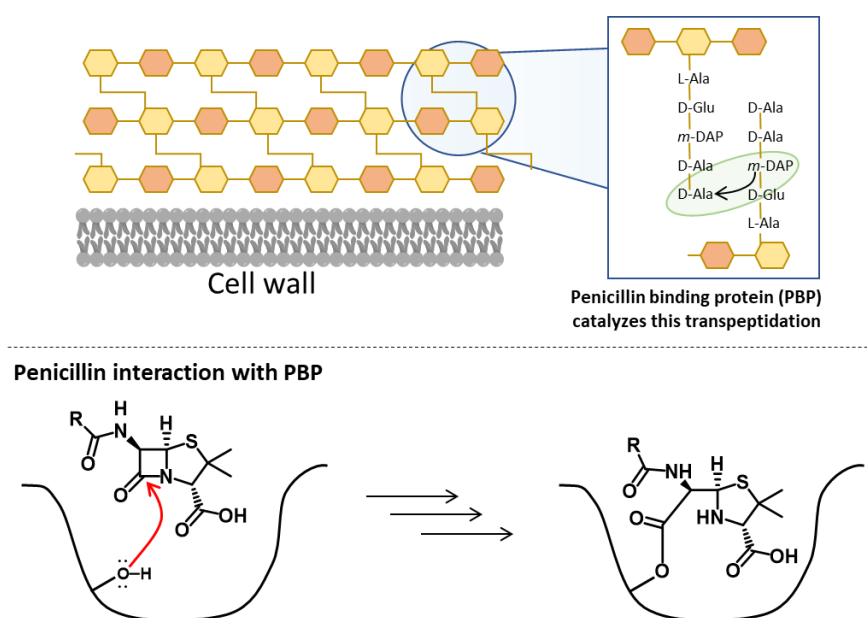 L-Ala
D-Glu
D-Ala
m-DAP
D-Ala
D-Ala
m-DAP
D-Ala
D-Glu
L-Ala
Cell wall
Penicillin binding protein (PBP)
catalyzes this transpeptidation
Penicillin interaction with PBP
R
H
N
H
S
O
N
O
O
OH
O-H
R
O
NH
H
S
HN
O
O
O
OH